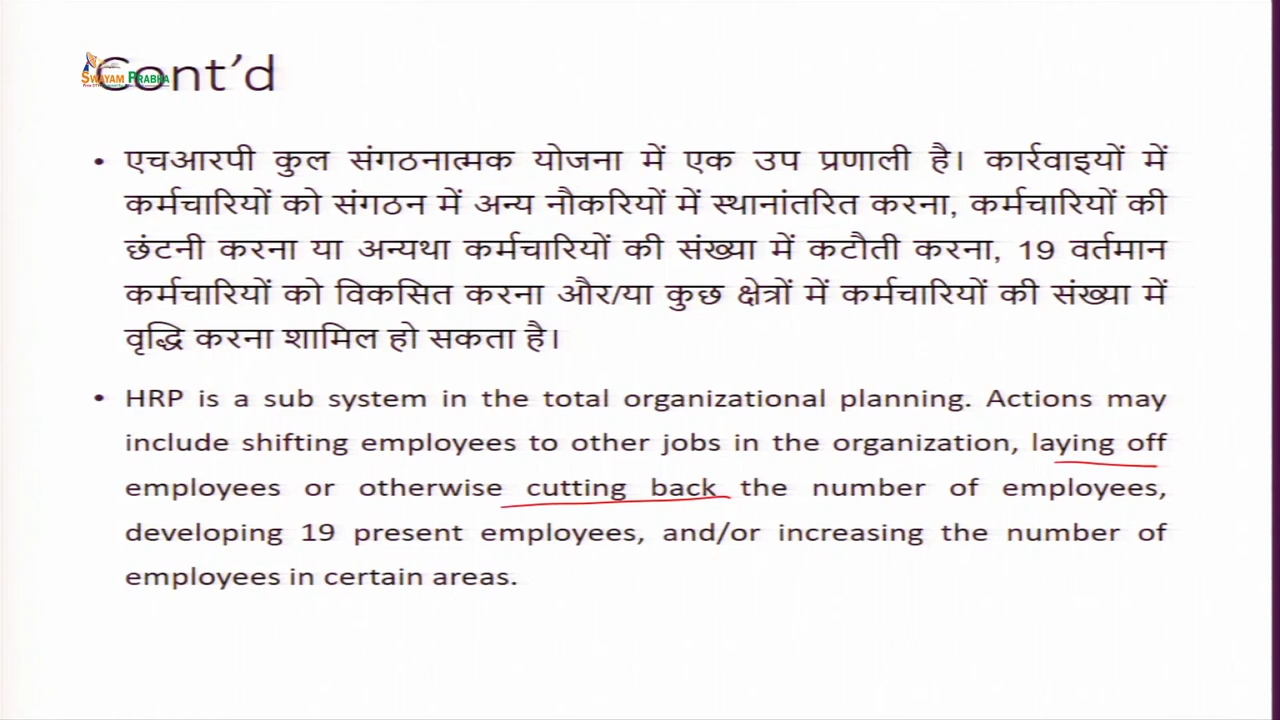 Cont'd
SWAYAM PRABHA
• एचआरपी कुल संगठनात्मक योजना में एक उप प्रणाली है। कार्रवाइयों में
कर्मचारियों को संगठन में अन्य नौकरियों में स्थानांतरित करना, कर्मचारियों की
छंटनी करना या अन्यथा कर्मचारियों की संख्या में कटौती करना, 19 वर्तमान
कर्मचारियों को विकसित करना और/या कुछ क्षेत्रों में कर्मचारियों की संख्या में
वृद्धि करना शामिल हो सकता है।
• HRP is a sub system in the total organizational planning. Actions may
include shifting employees to other jobs in the organization, laying off
employees or otherwise cutting back the number of employees,
developing 19 present employees, and/or increasing the number of
employees in certain areas.